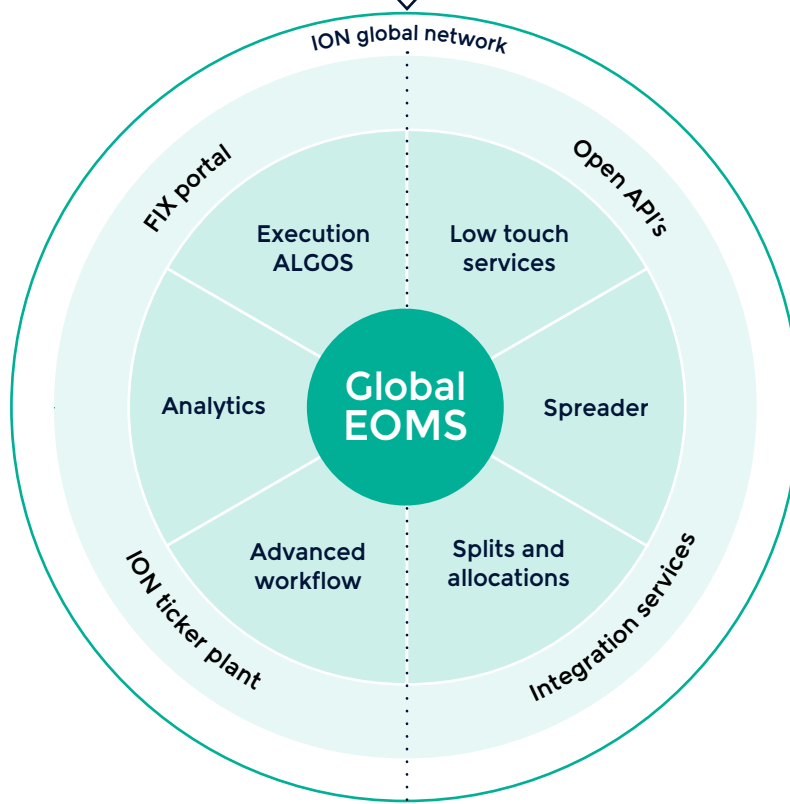 ION global network
FIX portal
Open API's
Execution
ALGOS
Low touch
services
Analytics
Global
EOMS
Spreader
Advanced
workflow
Splits and
allocations
ION ticker plant
Integration services